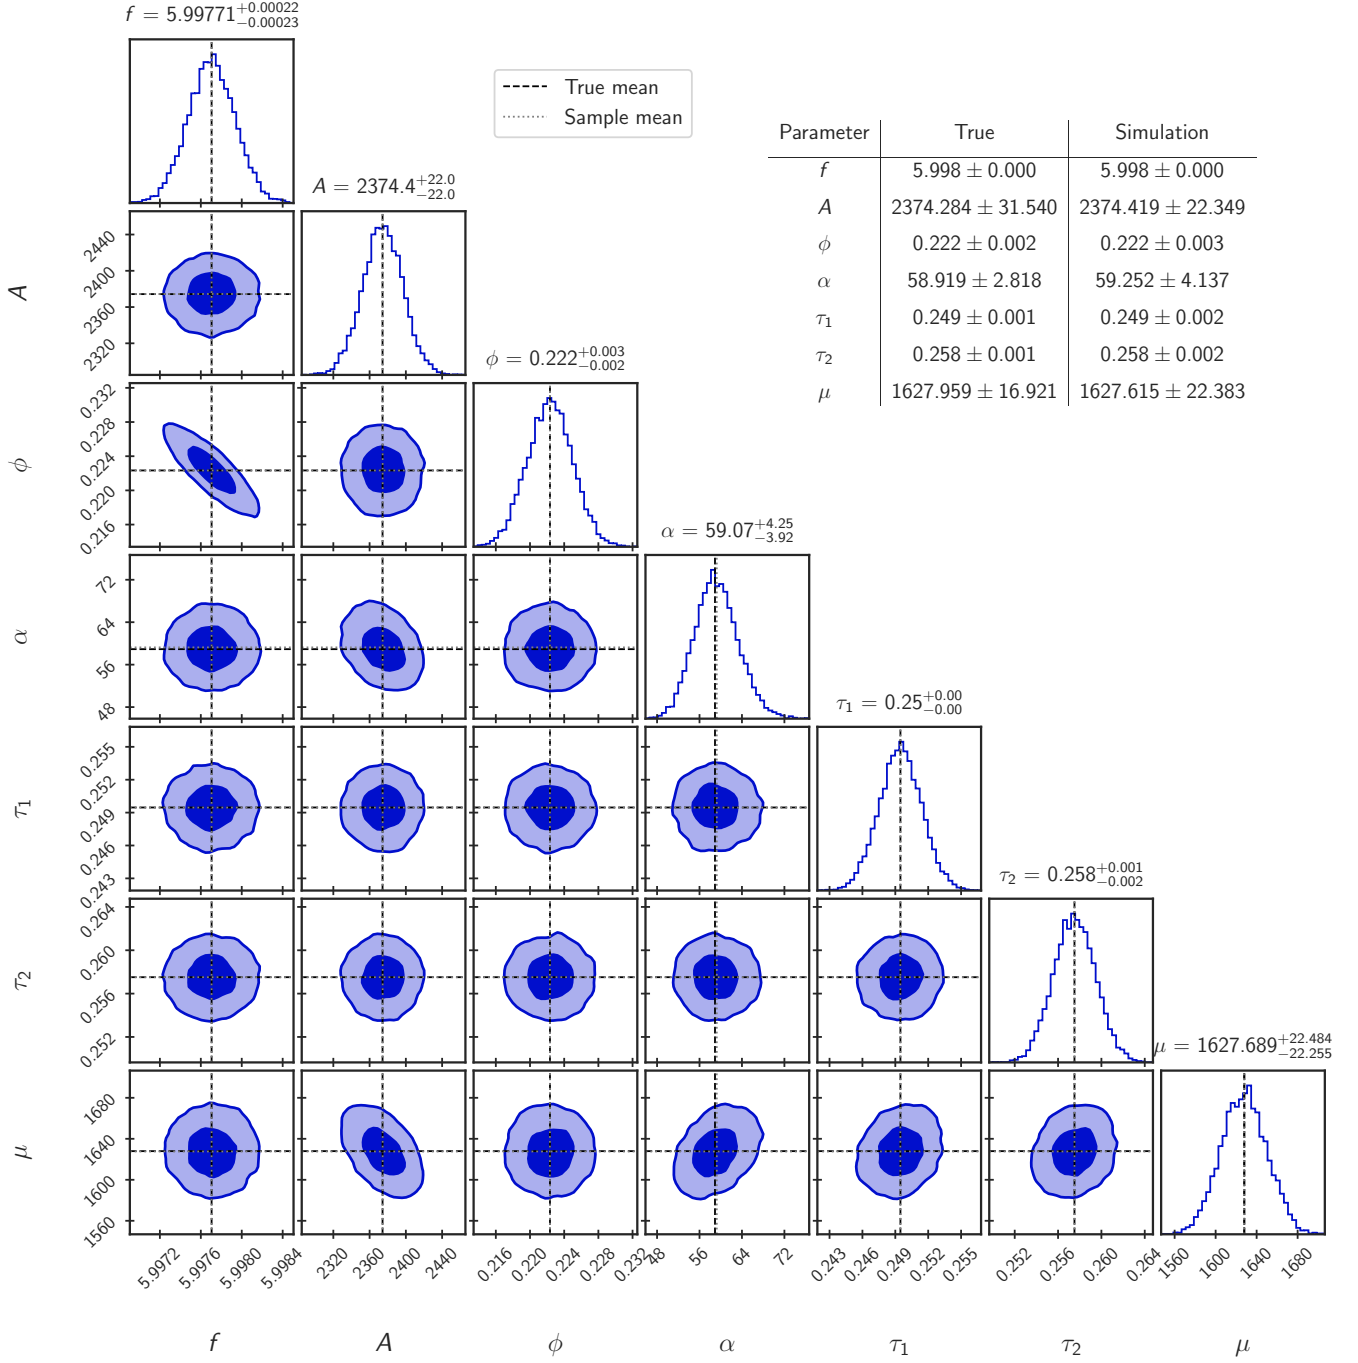 f = 5.99771+0.00022−0.00023
True mean
Sample mean
Parameter True Simulation
f 5.998 ± 0.000 5.998 ± 0.000
A 2374.284 ± 31.540 2374.419 ± 22.349
ϕ 0.222 ± 0.002 0.222 ± 0.003
α 58.919 ± 2.818 59.252 ± 4.137
τ1 0.249 ± 0.001 0.249 ± 0.002
τ2 0.258 ± 0.001 0.258 ± 0.002
μ 1627.959 ± 16.921 1627.615 ± 22.383
A = 2374.4+22.0−22.0
A
2440
2400
2360
2320
ϕ = 0.222+0.003−0.002
ϕ
0.232
0.228
0.224
0.220
0.216
α = 59.07+4.25−3.92
α
72
64
56
48
τ1 = 0.25+0.00−0.00
τ1
0.255
0.252
0.249
0.246
0.243
τ2 = 0.258+0.001−0.002
τ2
0.264
0.260
0.256
0.252
μ = 1627.689+22.484−22.255
μ
1680
1640
1600
1560
5.9972 5.9976 5.9980 5.9984 2320 2360 2400 2440 0.216 0.220 0.224 0.228 0.232 48 56 64 72 0.243 0.246 0.249 0.252 0.255 0.252 0.256 0.260 0.264 1560 1600 1640 1680
f A ϕ α τ1 τ2 μ